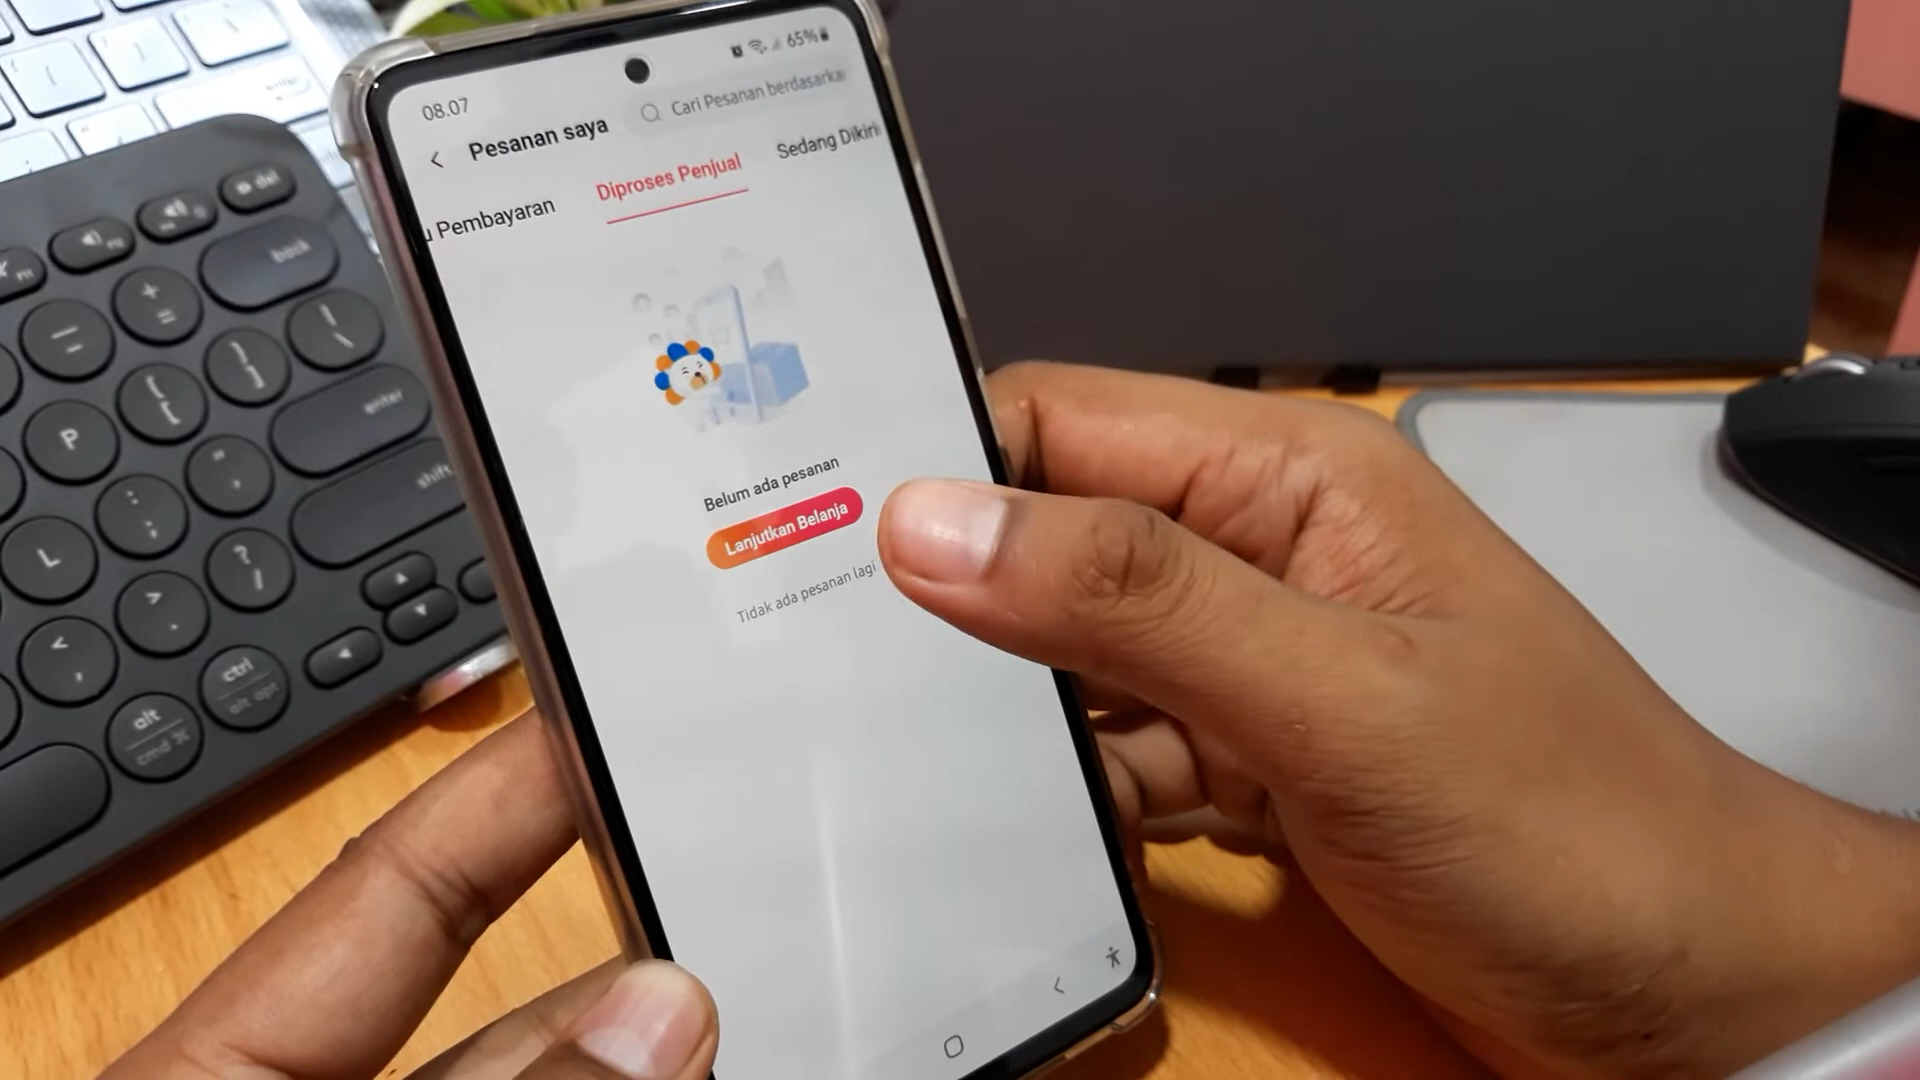 08.07
65%
Pesanan saya
Cari Pesanan berdasarka
u Pembayaran
Diproses Penjual
Sedang Dikiri
Belum ada pesanan
Lanjutkan Belanja
Tidak ada pesanan lagi
enter
del
back
+
=
P
enter
shift
L
?
/
>
.
<
,
ctrl
alt opt
alt
cmd ⌘